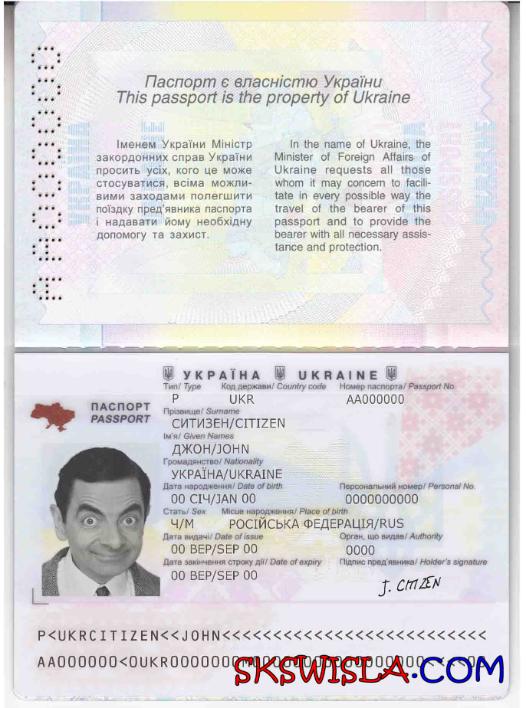 AA000000
Паспорт є власністю України
This passport is the property of Ukraine
Іменем України Міністр
закордонних справ України
просить усіх, кого це може
стосуватися, всіма можли-
вими заходами полегшити
поїздку пред'явника паспорта
і надавати йому необхідну
допомогу та захист.
In the name of Ukraine, the
Minister of Foreign Affairs of
Ukraine requests all those
whom it may concern to facili-
tate in every possible way the
travel of the bearer of this
passport and to provide the
bearer with all necessary assis-
tance and protection.
УКРАЇНА UKRAINE
ПАСПОРТ
PASSPORT
Тип/ Type Код держави/ Country code Номер паспорта/ Passport No.
P UKR AA000000
Прізвище/ Surname
СИТИЗЕН/CITIZEN
Ім'я/ Given Names
ДЖОН/JOHN
Громадянство/ Nationality
УКРАЇНА/UKRAINE
Дата народження/ Date of birth Персональний номер/ Personal No.
00 СІЧ/JAN 00 0000000000
Стать/ Sex Місце народження/ Place of birth
Ч/M РОСІЙСЬКА ФЕДЕРАЦІЯ/RUS
Дата видачі/ Date of issue Орган, що видав/ Authority
00 ВЕР/SEP 00 0000
Дата закінчення строку дії/ Date of expiry Підпис пред'явника/ Holder's signature
00 ВЕР/SEP 00 J. CITIZEN
P<UKRCITIZEN<<JOHN<<<<<<<<<<<<<<<<<<<<<<<<<<
SKSWISLA.COM